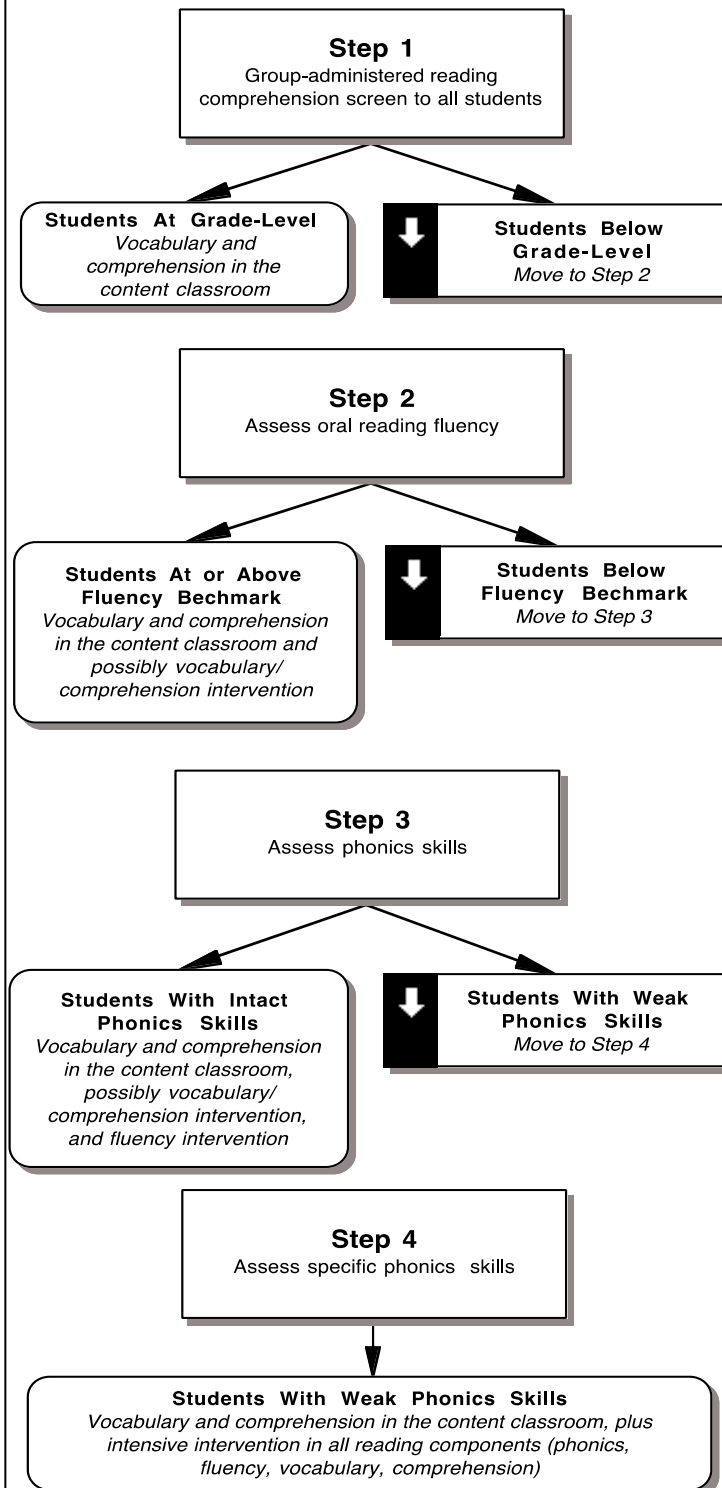 Step 1
Group-administered reading
comprehension screen to all students
Students At Grade-Level
Vocabulary and
comprehension in the
content classroom
Students Below
Grade-Level
Move to Step 2
Step 2
Assess oral reading fluency
Students At or Above
Fluency Bechmark
Vocabulary and comprehension
in the content classroom and
possibly vocabulary/
comprehension intervention
Students Below
Fluency Bechmark
Move to Step 3
Step 3
Assess phonics skills
Students With Intact
Phonics Skills
Vocabulary and comprehension
in the content classroom,
possibly vocabulary/
comprehension intervention,
and fluency intervention
Students With Weak
Phonics Skills
Move to Step 4
Step 4
Assess specific phonics skills
Students With Weak Phonics Skills
Vocabulary and comprehension in the content classroom, plus
intensive intervention in all reading components (phonics,
fluency, vocabulary, comprehension)